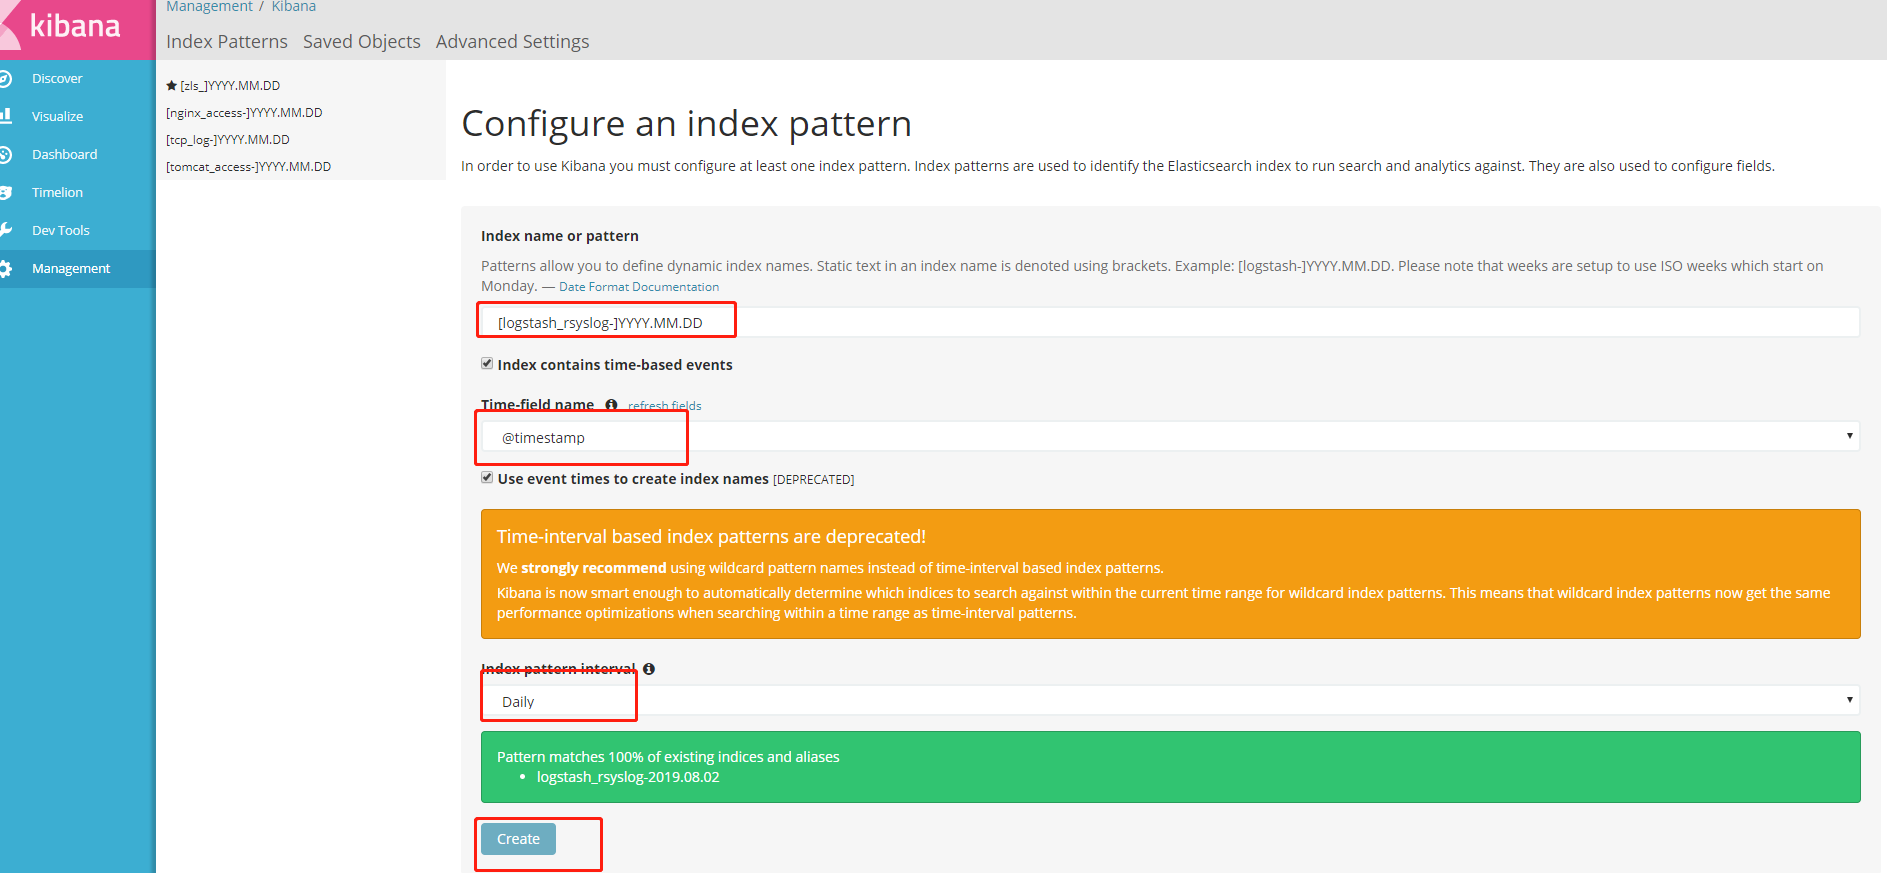 kibana
Management / Kibana
Index Patterns Saved Objects Advanced Settings
Discover
Visualize
Dashboard
Timelion
Dev Tools
Management
[zls_]YYYY.MM.DD
[nginx_access-]YYYY.MM.DD
[tcp_log-]YYYY.MM.DD
[tomcat_access-]YYYY.MM.DD
Configure an index pattern
In order to use Kibana you must configure at least one index pattern. Index patterns are used to identify the Elasticsearch index to run search and analytics against. They are also used to configure fields.
Index name or pattern
Patterns allow you to define dynamic index names. Static text in an index name is denoted using brackets. Example: [logstash-]YYYY.MM.DD. Please note that weeks are setup to use ISO weeks which start on
Monday. — Date Format Documentation
[logstash_rsyslog-]YYYY.MM.DD
Index contains time-based events
Time-field name refresh fields
@timestamp
Use event times to create index names [DEPRECATED]
Time-interval based index patterns are deprecated!
We strongly recommend using wildcard pattern names instead of time-interval based index patterns.
Kibana is now smart enough to automatically determine which indices to search against within the current time range for wildcard index patterns. This means that wildcard index patterns now get the same
performance optimizations when searching within a time range as time-interval patterns.
Index pattern interval
Daily
Pattern matches 100% of existing indices and aliases
logstash_rsyslog-2019.08.02
Create